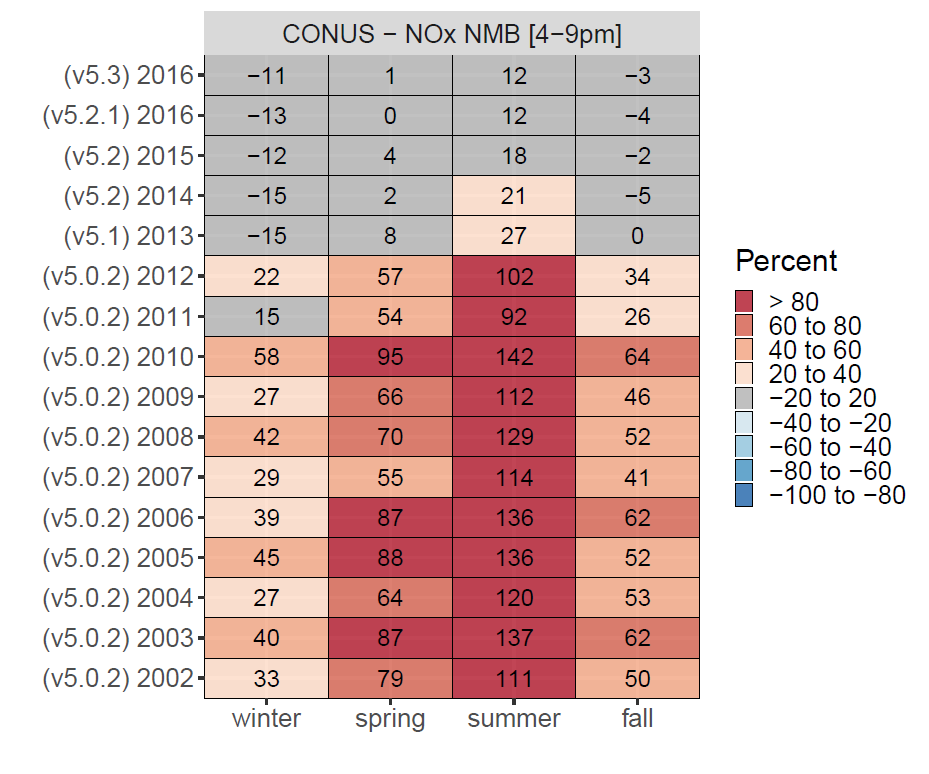 CONUS − NOx NMB [4−9pm]
(v5.3) 2016 −11 1 12 −3
(v5.2.1) 2016 −13 0 12 −4
(v5.2) 2015 −12 4 18 −2
(v5.2) 2014 −15 2 21 −5
(v5.1) 2013 −15 8 27 0
(v5.0.2) 2012 22 57 102 34
(v5.0.2) 2011 15 54 92 26
(v5.0.2) 2010 58 95 142 64
(v5.0.2) 2009 27 66 112 46
(v5.0.2) 2008 42 70 129 52
(v5.0.2) 2007 29 55 114 41
(v5.0.2) 2006 39 87 136 62
(v5.0.2) 2005 45 88 136 52
(v5.0.2) 2004 27 64 120 53
(v5.0.2) 2003 40 87 137 62
(v5.0.2) 2002 33 79 111 50
winter spring summer fall
Percent
> 80
60 to 80
40 to 60
20 to 40
−20 to 20
−40 to −20
−60 to −40
−80 to −60
−100 to −80